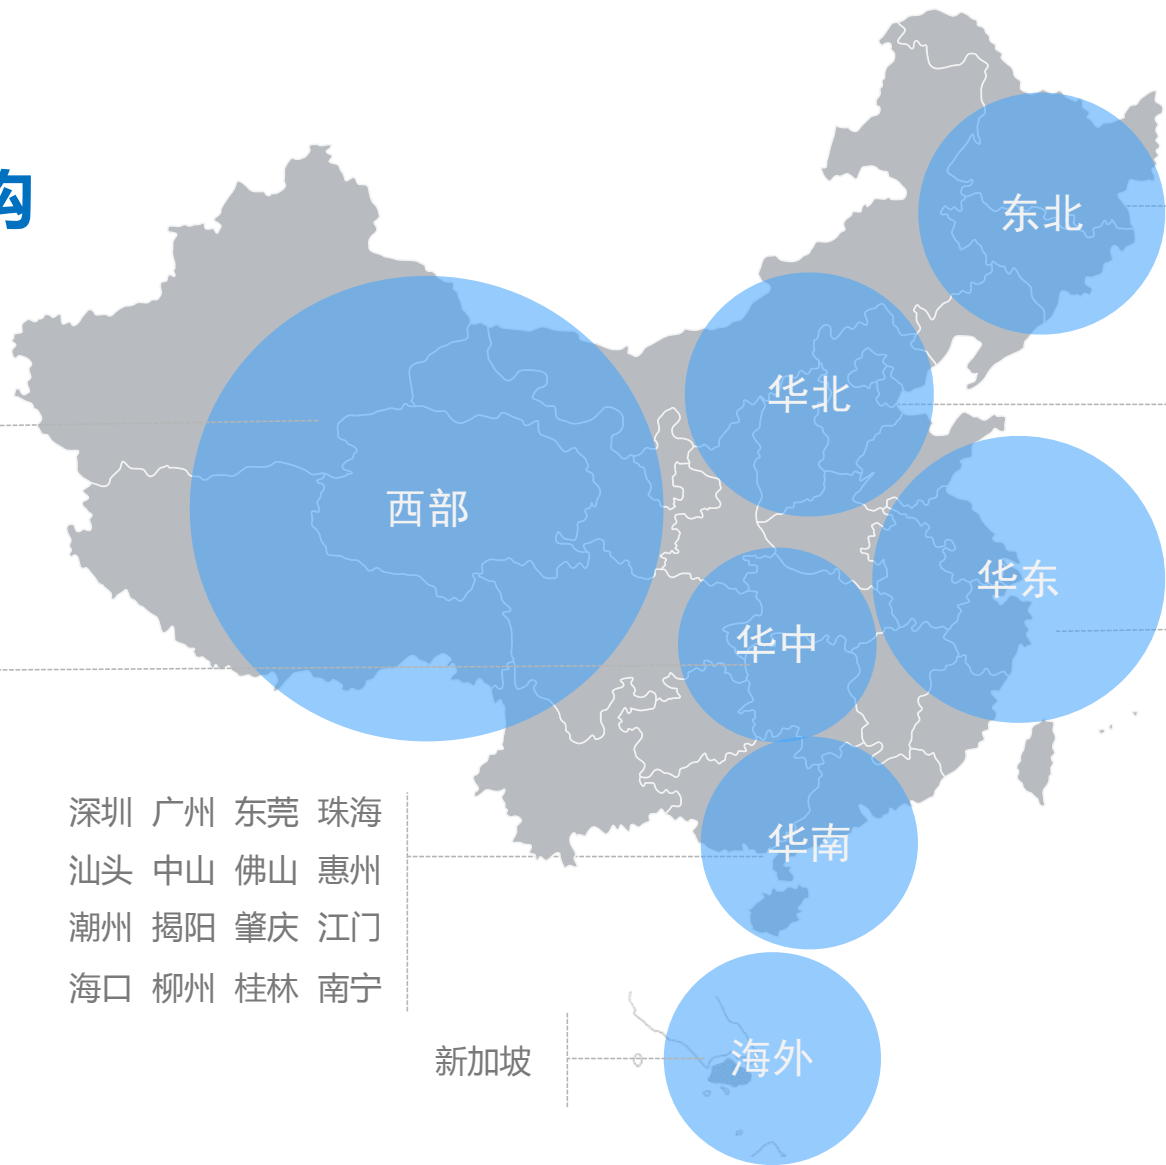 构
东北
华北
西部
华东
华中
深圳 广州 东莞 珠海
华南
汕头 中山 佛山 惠州
潮州 揭阳 肇庆 江门
海口 柳州 桂林 南宁
新加坡
海外